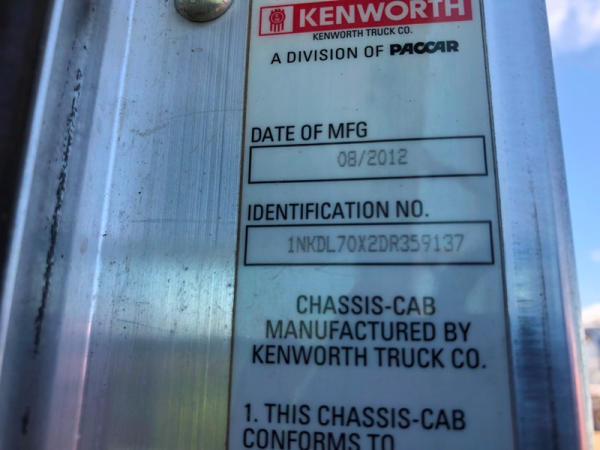 KENWORTH
KENWORTH TRUCK CO.
A DIVISION OF PACCAR
DATE OF MFG
08/2012
IDENTIFICATION NO.
1NKDL70X2DR359137
CHASSIS-CAB
MANUFACTURED BY
KENWORTH TRUCK CO.
1. THIS CHASSIS-CAB
CONFORMS TO